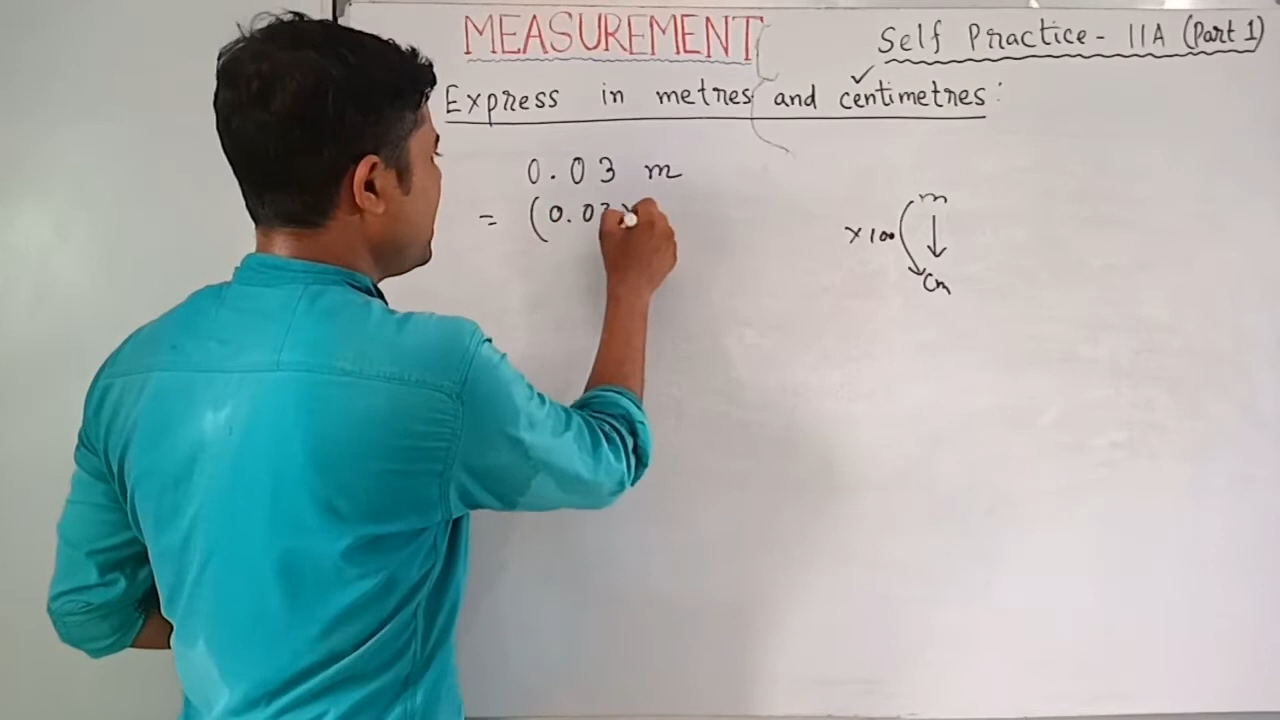 MEASUREMENT
Self Practice - 11A (Part 1)
Express in metres and centimetres:
0.03 m
= (0.03 ×
m
× 100
cm